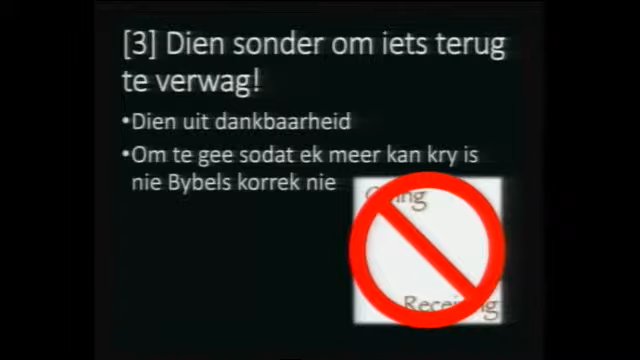 [3] Dien sonder om iets terug
te verwag!
•Dien uit dankbaarheid
•Om te gee sodat ek meer kan kry is
nie Bybels korrek nie